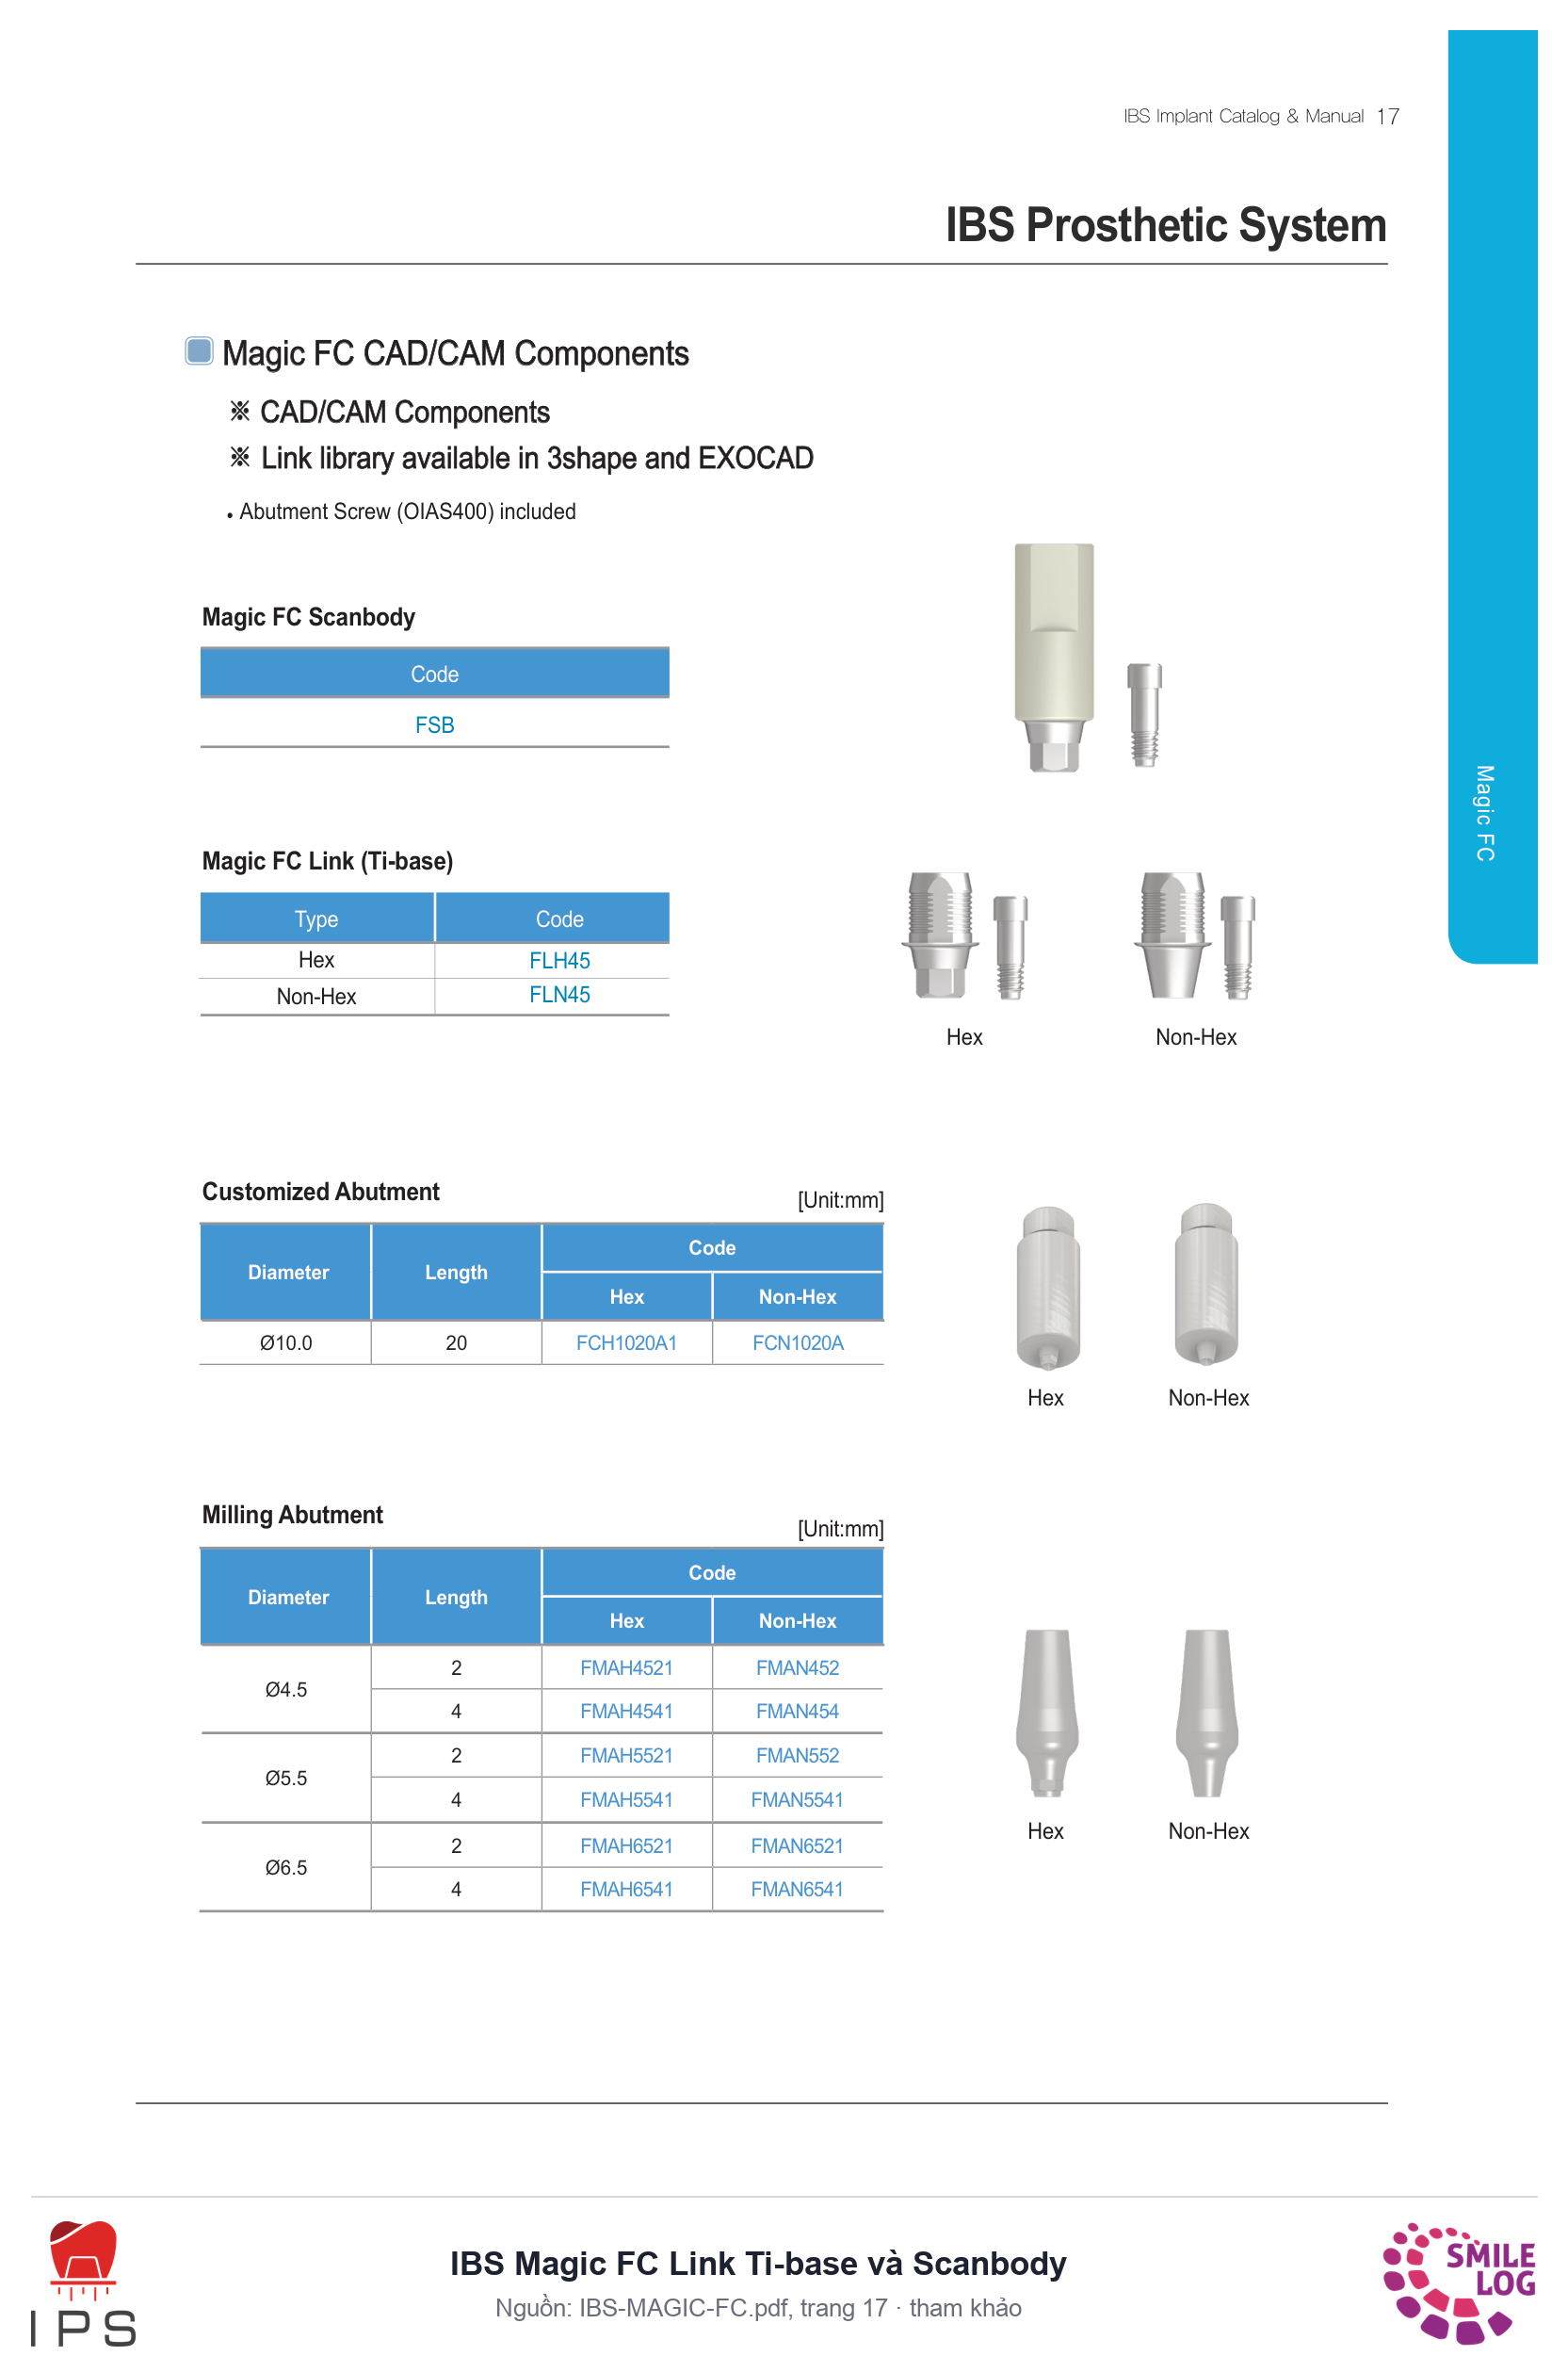 IBS Implant Catalog & Manual 17
IBS Prosthetic System
Magic FC CAD/CAM Components
※ CAD/CAM Components
※ Link library available in 3shape and EXOCAD
• Abutment Screw (OIAS400) included
Magic FC Scanbody
Code
FSB
Magic FC
Magic FC Link (Ti-base)
Type Code
Hex FLH45
Non-Hex FLN45
Hex Non-Hex
Customized Abutment [Unit:mm]
Diameter Length Code
Hex Non-Hex
Ø10.0 20 FCH1020A1 FCN1020A
Hex Non-Hex
Milling Abutment [Unit:mm]
Diameter Length Code
Hex Non-Hex
Ø4.5 2 FMAH4521 FMAN452
4 FMAH4541 FMAN454
Ø5.5 2 FMAH5521 FMAN552
4 FMAH5541 FMAN5541
Ø6.5 2 FMAH6521 FMAN6521
4 FMAH6541 FMAN6541
Hex Non-Hex
IPS
IBS Magic FC Link Ti-base và Scanbody
Nguồn: IBS-MAGIC-FC.pdf, trang 17 · tham khảo
SMILE
LOG